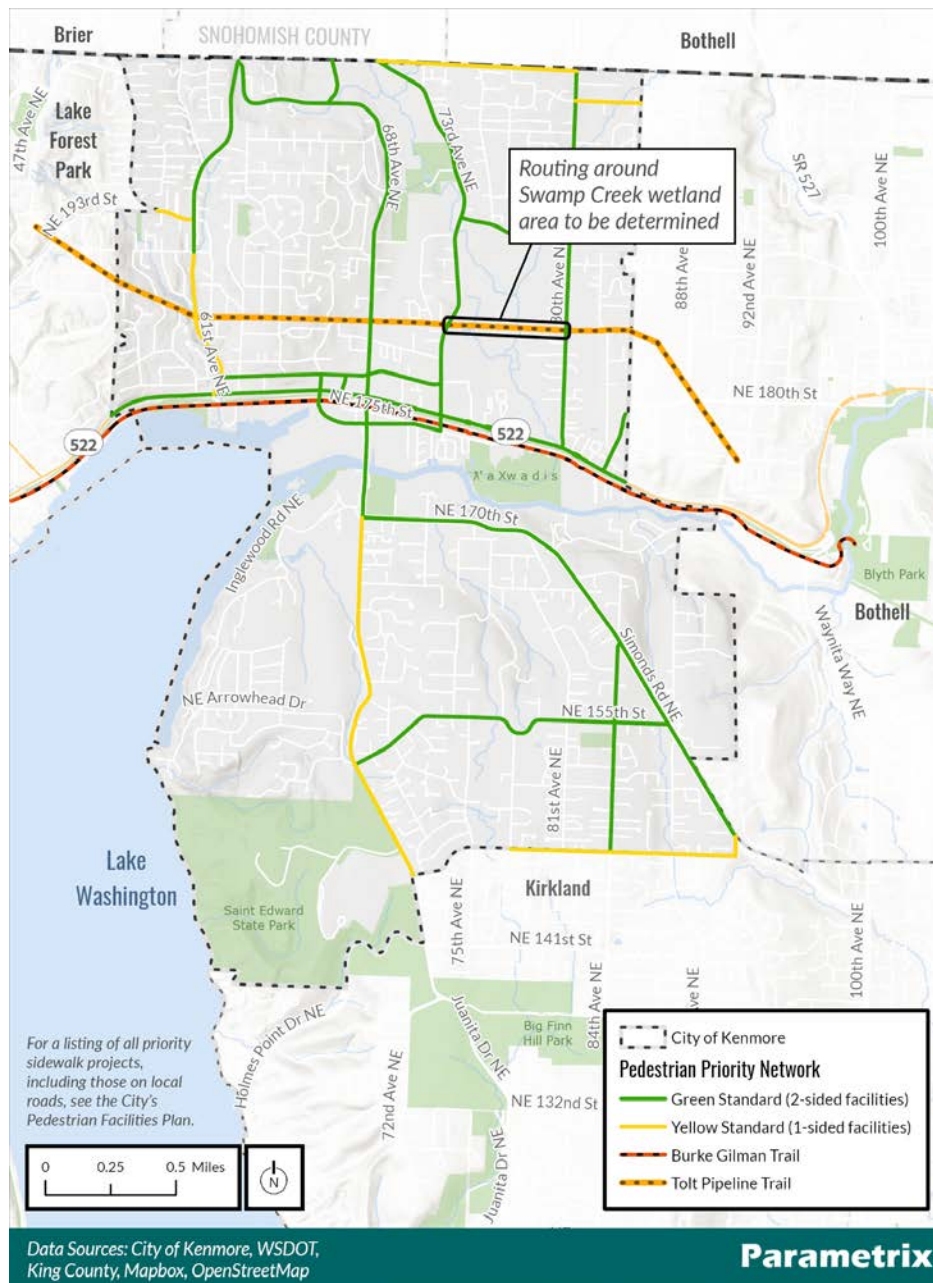 Brier
SNOHOMISH COUNTY
Bothell
47th Ave NE
Lake
Forest
Park
68th Ave NE
73rd Ave NE
SR 527
100th Ave NE
Routing around
Swamp Creek wetland
area to be determined
NE 193rd St
80th Ave NE
88th Ave NE
92nd Ave NE
61st Ave NE
NE 180th St
NE 175th St
522
522
NE 170th St
Inglewood Rd NE
Blyth Park
Bothell
Simonds Rd NE
Waynita Way NE
NE Arrowhead Dr
NE 155th St
81st Ave NE
Lake
Washington
Kirkland
Saint Edward
State Park
75th Ave NE
NE 141st St
100th Ave NE
84th Ave NE
Ave NE
Big Finn
Hill Park
Juanita Dr NE
Holmes Point Dr NE
72nd Ave NE
NE 132nd St
Juanita Dr NE
For a listing of all priority
sidewalk projects,
including those on local
roads, see the City's
Pedestrian Facilities Plan.
0 0.25 0.5 Miles
N
City of Kenmore
Pedestrian Priority Network
Green Standard (2-sided facilities)
Yellow Standard (1-sided facilities)
Burke Gilman Trail
Tolt Pipeline Trail
Data Sources: City of Kenmore, WSDOT,
King County, Mapbox, OpenStreetMap
Parametrix